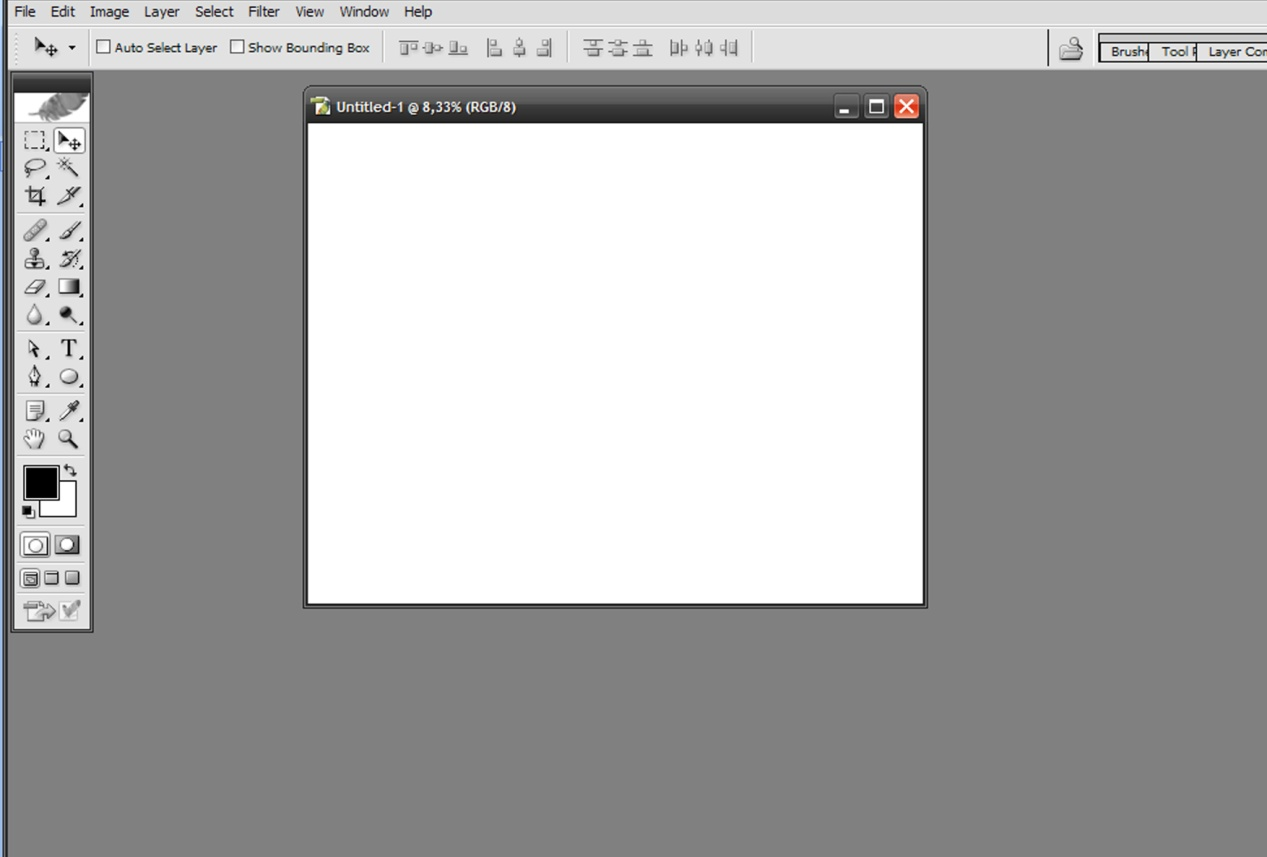 File Edit Image Layer Select Filter View Window Help
Auto Select Layer Show Bounding Box
Tool
Layer
Untitled-1 @ 8,33% (RGB/8)
T